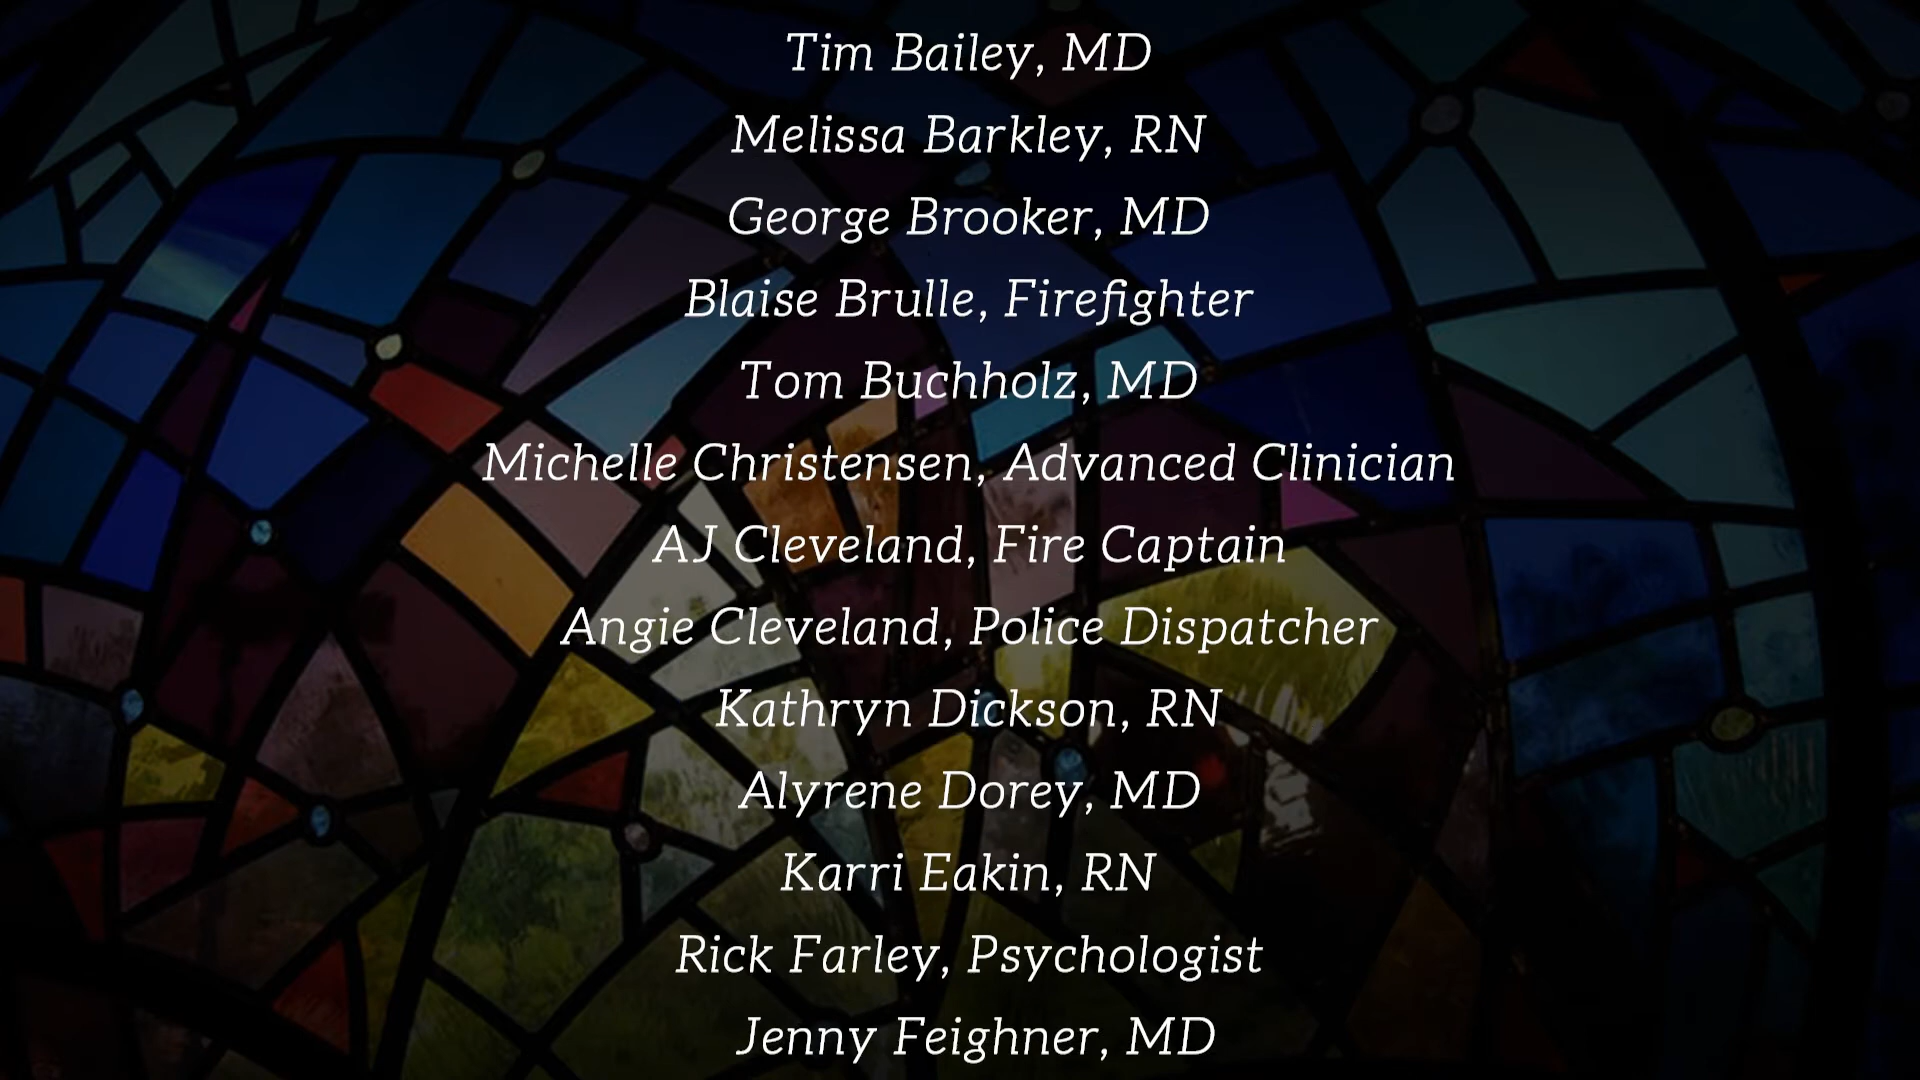 Tim Bailey, MD
Melissa Barkley, RN
George Brooker, MD
Blaise Brulle, Firefighter
Tom Buchholz, MD
Michelle Christensen, Advanced Clinician
AJ Cleveland, Fire Captain
Angie Cleveland, Police Dispatcher
Kathryn Dickson, RN
Alyrene Dorey, MD
Karri Eakin, RN
Rick Farley, Psychologist
Jenny Feighner, MD